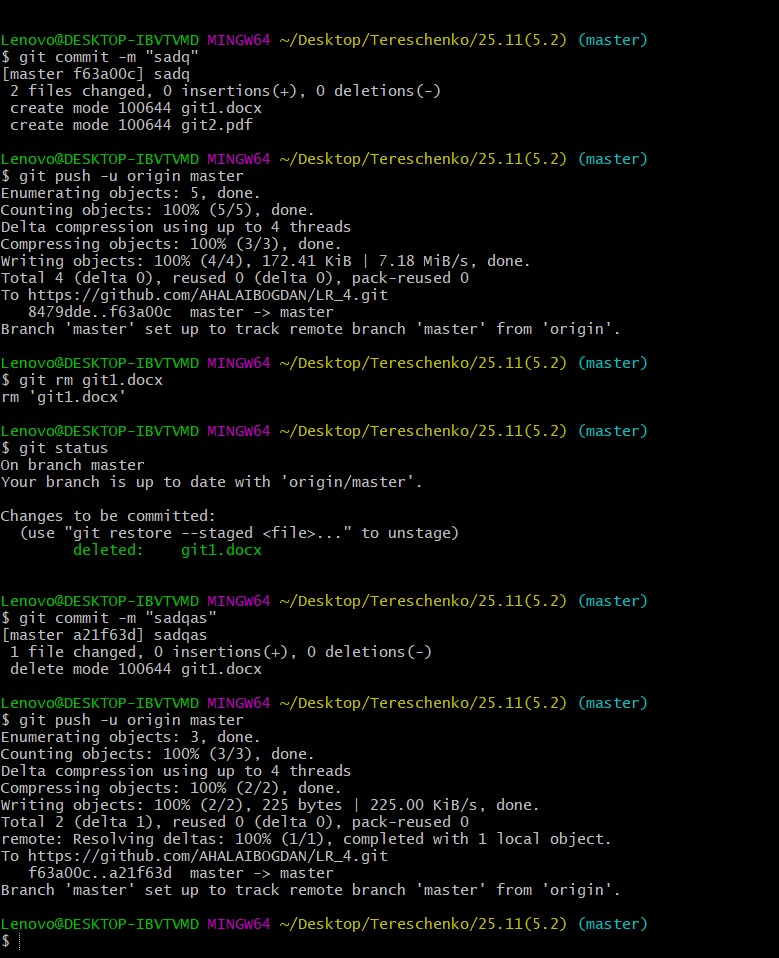 Lenovo@DESKTOP-IBVTVMD MINGW64 ~/Desktop/Tereschenko/25.11(5.2) (master)
$ git commit -m "sadq"
[master f63a00c] sadq
 2 files changed, 0 insertions(+), 0 deletions(-)
 create mode 100644 git1.docx
 create mode 100644 git2.pdf

Lenovo@DESKTOP-IBVTVMD MINGW64 ~/Desktop/Tereschenko/25.11(5.2) (master)
$ git push -u origin master
Enumerating objects: 5, done.
Counting objects: 100% (5/5), done.
Delta compression using up to 4 threads
Compressing objects: 100% (3/3), done.
Writing objects: 100% (4/4), 172.41 KiB | 7.18 MiB/s, done.
Total 4 (delta 0), reused 0 (delta 0), pack-reused 0
To https://github.com/AHALAIBOGDAN/LR_4.git
   8479dde..f63a00c  master -> master
Branch 'master' set up to track remote branch 'master' from 'origin'.

Lenovo@DESKTOP-IBVTVMD MINGW64 ~/Desktop/Tereschenko/25.11(5.2) (master)
$ git rm git1.docx
rm 'git1.docx'

Lenovo@DESKTOP-IBVTVMD MINGW64 ~/Desktop/Tereschenko/25.11(5.2) (master)
$ git status
On branch master
Your branch is up to date with 'origin/master'.

Changes to be committed:
  (use "git restore --staged <file>..." to unstage)
        deleted:    git1.docx

Lenovo@DESKTOP-IBVTVMD MINGW64 ~/Desktop/Tereschenko/25.11(5.2) (master)
$ git commit -m "sadqas"
[master a21f63d] sadqas
 1 file changed, 0 insertions(+), 0 deletions(-)
 delete mode 100644 git1.docx

Lenovo@DESKTOP-IBVTVMD MINGW64 ~/Desktop/Tereschenko/25.11(5.2) (master)
$ git push -u origin master
Enumerating objects: 3, done.
Counting objects: 100% (3/3), done.
Delta compression using up to 4 threads
Compressing objects: 100% (2/2), done.
Writing objects: 100% (2/2), 225 bytes | 225.00 KiB/s, done.
Total 2 (delta 1), reused 0 (delta 0), pack-reused 0
remote: Resolving deltas: 100% (1/1), completed with 1 local object.
To https://github.com/AHALAIBOGDAN/LR_4.git
   f63a00c..a21f63d  master -> master
Branch 'master' set up to track remote branch 'master' from 'origin'.

Lenovo@DESKTOP-IBVTVMD MINGW64 ~/Desktop/Tereschenko/25.11(5.2) (master)
$